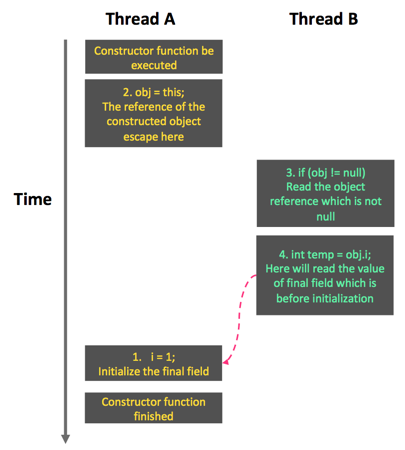 Thread A
Thread B
Constructor function be
executed
2. obj = this;
The reference of the
constructed object
escape here
Time
3. if (obj != null)
Read the object
reference which is not
null
4. int temp = obj.i;
Here will read the value
of final field which is
before initialization
1. i = 1;
Initialize the final field
Constructor function
finished